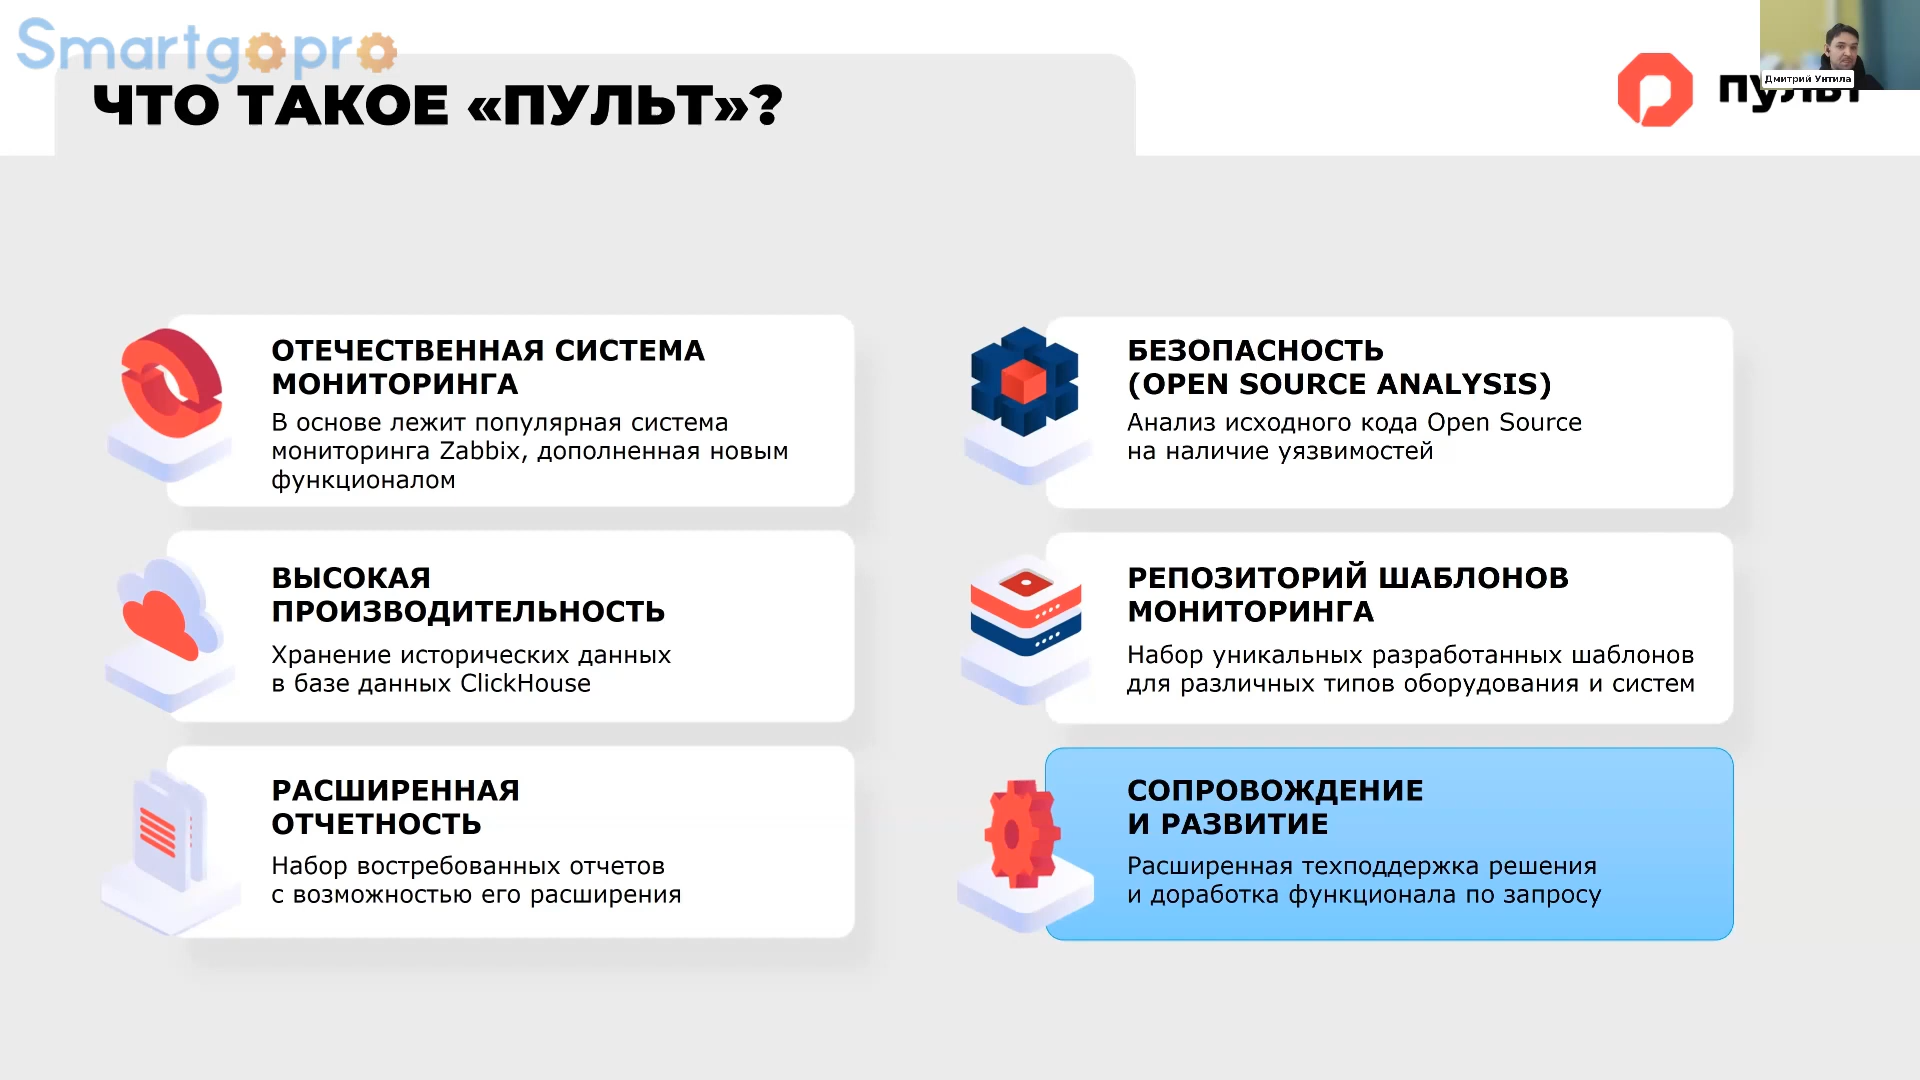 Smartgopro
ЧТО ТАКОЕ «ПУЛЬТ»?
пульт
Дмитрий Унтила
ОТЕЧЕСТВЕННАЯ СИСТЕМА
МОНИТОРИНГА
В основе лежит популярная система
мониторинга Zabbix, дополненная новым
функционалом
БЕЗОПАСНОСТЬ
(OPEN SOURCE ANALYSIS)
Анализ исходного кода Open Source
на наличие уязвимостей
ВЫСОКАЯ
ПРОИЗВОДИТЕЛЬНОСТЬ
Хранение исторических данных
в базе данных ClickHouse
РЕПОЗИТОРИЙ ШАБЛОНОВ
МОНИТОРИНГА
Набор уникальных разработанных шаблонов
для различных типов оборудования и систем
РАСШИРЕННАЯ
ОТЧЕТНОСТЬ
Набор востребованных отчетов
с возможностью его расширения
СОПРОВОЖДЕНИЕ
И РАЗВИТИЕ
Расширенная техподдержка решения
и доработка функционала по запросу